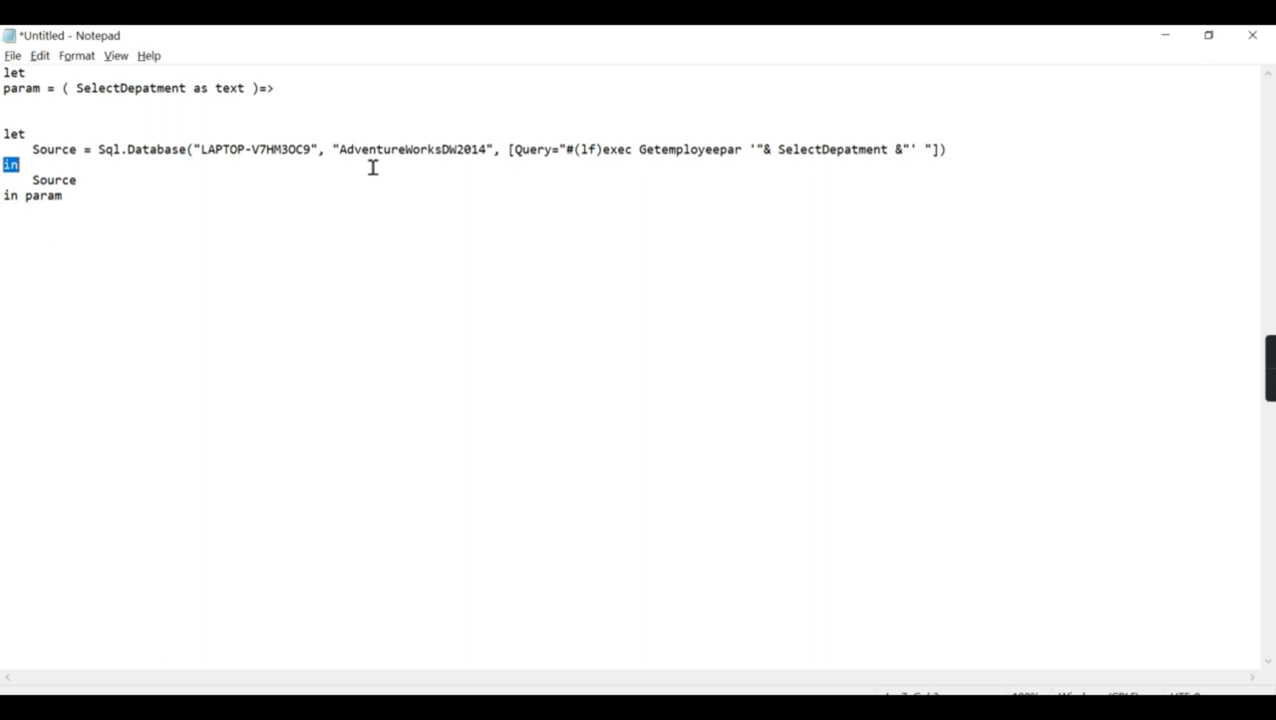 *Untitled - Notepad
File Edit Format View Help
let
param = ( SelectDepatment as text )=>
let
Source = Sql.Database("LAPTOP-V7HM3OC9", "AdventureWorksDW2014", [Query="#(lf)exec Getemployeepar '"& SelectDepatment &"' "])
in
Source
in param